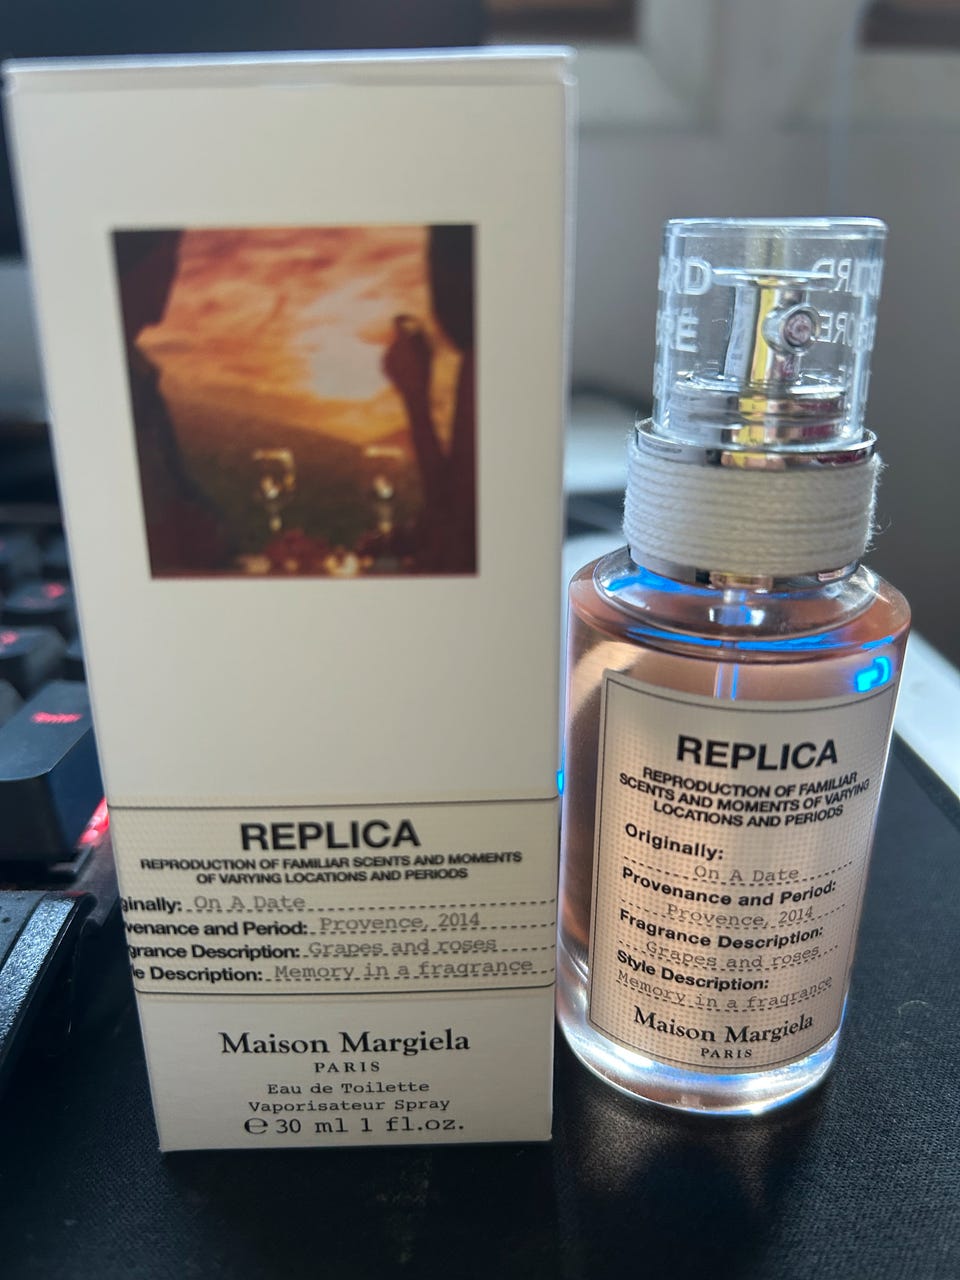 REPLICA
REPRODUCTION OF FAMILIAR SCENTS AND MOMENTS
OF VARYING LOCATIONS AND PERIODS
ginally: On A Date
venance and Period: Provence, 2014
grance Description: Grapes and roses
le Description: Memory in a fragrance
Maison Margiela
PARIS
Eau de Toilette
Vaporisateur Spray
℮ 30 ml 1 fl.oz.
REPLICA
REPRODUCTION OF FAMILIAR
SCENTS AND MOMENTS OF VARYING
LOCATIONS AND PERIODS
Originally:
On A Date
Provenance and Period:
Provence, 2014
Fragrance Description:
Grapes and roses
Style Description:
Memory in a fragrance
Maison Margiela
PARIS